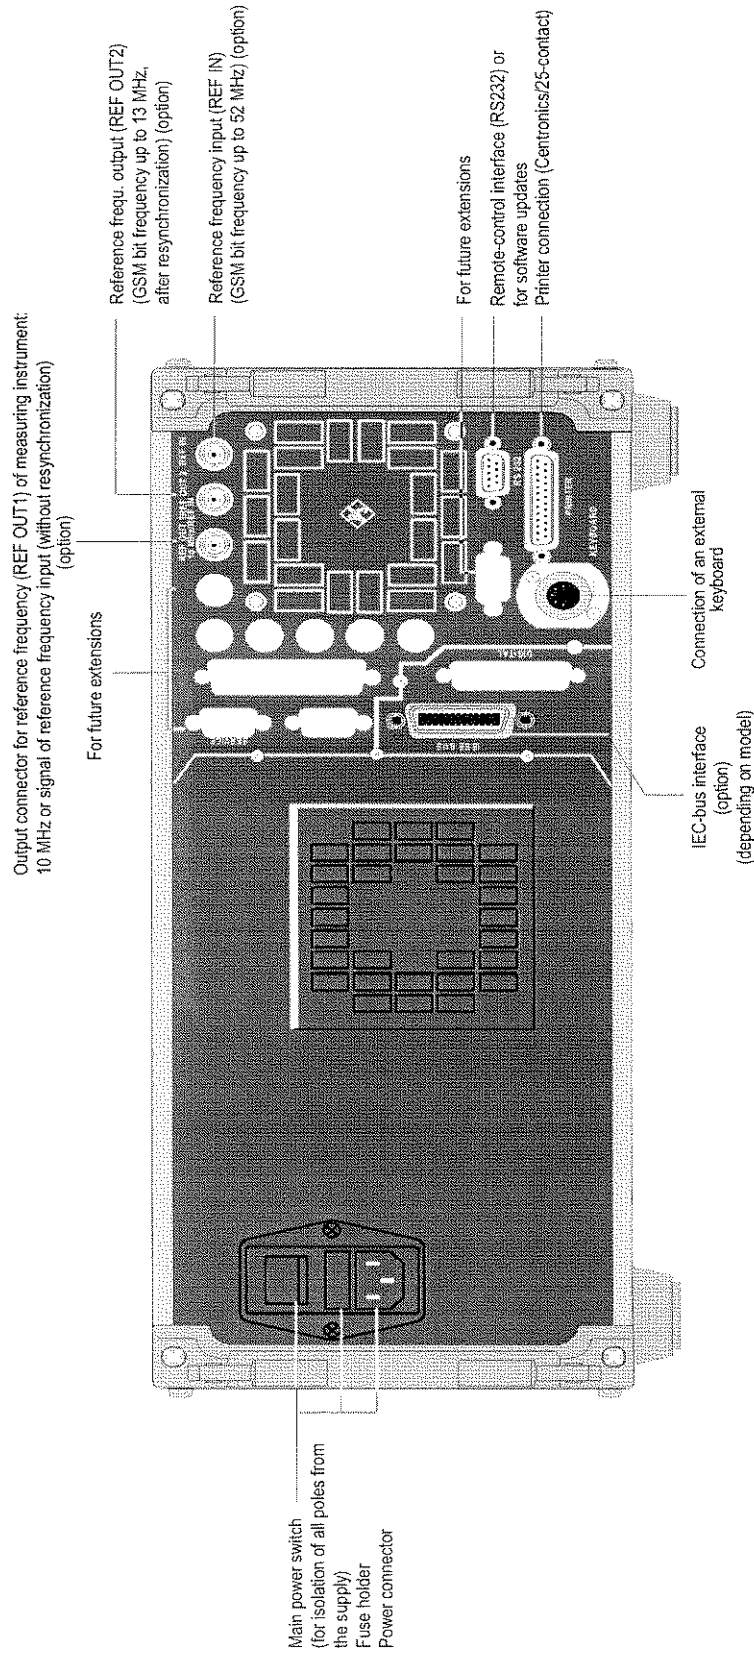 Output connector for reference frequency (REF OUT1) of measuring instrument:
10 MHz or signal of reference frequency input (without resynchronization)
(option)
For future extensions
Reference frequ. output (REF OUT2)
(GSM bit frequency up to 13 MHz,
after resynchronization) (option)
Reference frequency input (REF IN)
(GSM bit frequency up to 52 MHz) (option)
For future extensions
Remote-control interface (RS232) or
for software updates
Printer connection (Centronics/25-contact)
Main power switch
(for isolation of all poles from
the supply)
Fuse holder
Power connector
IEC-bus interface
(option)
(depending on model)
Connection of an external
keyboard
IEEE BUS
KEYBOARD